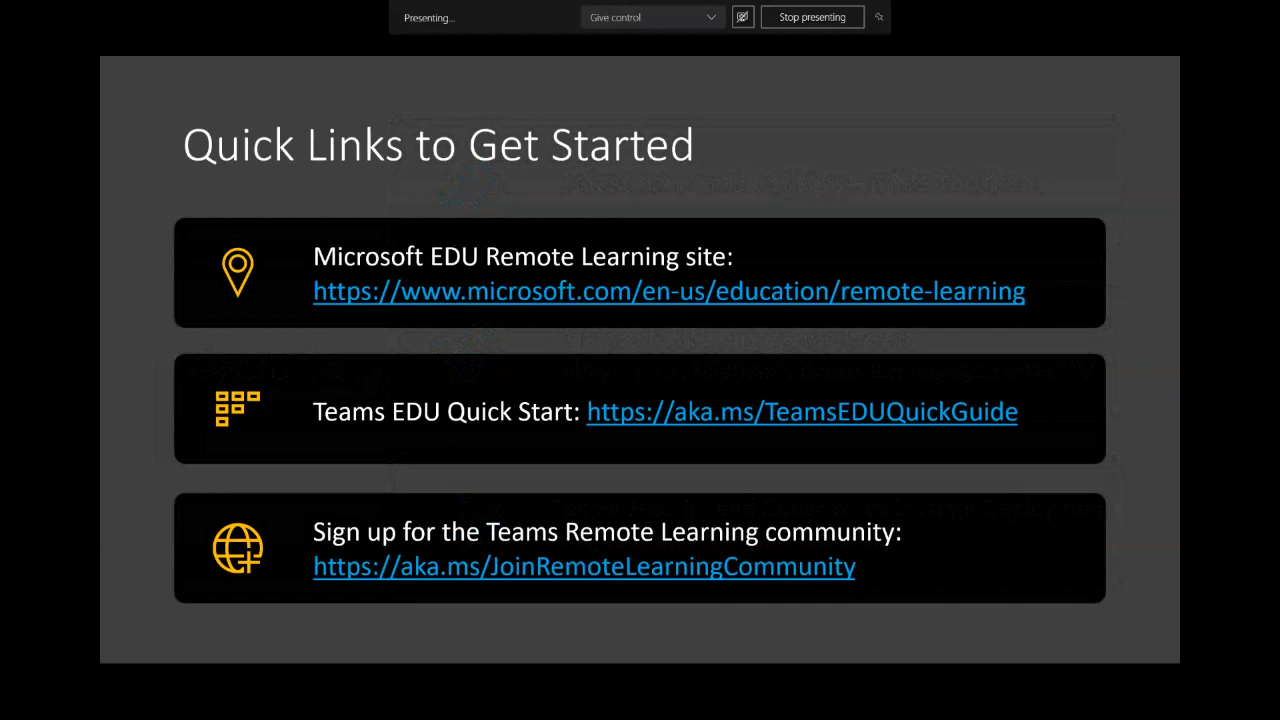 Presenting...
Give control
Stop presenting
Quick Links to Get Started
Microsoft EDU Remote Learning site:
https://www.microsoft.com/en-us/education/remote-learning
Teams EDU Quick Start: https://aka.ms/TeamsEDUQuickGuide
Sign up for the Teams Remote Learning community:
https://aka.ms/JoinRemoteLearningCommunity